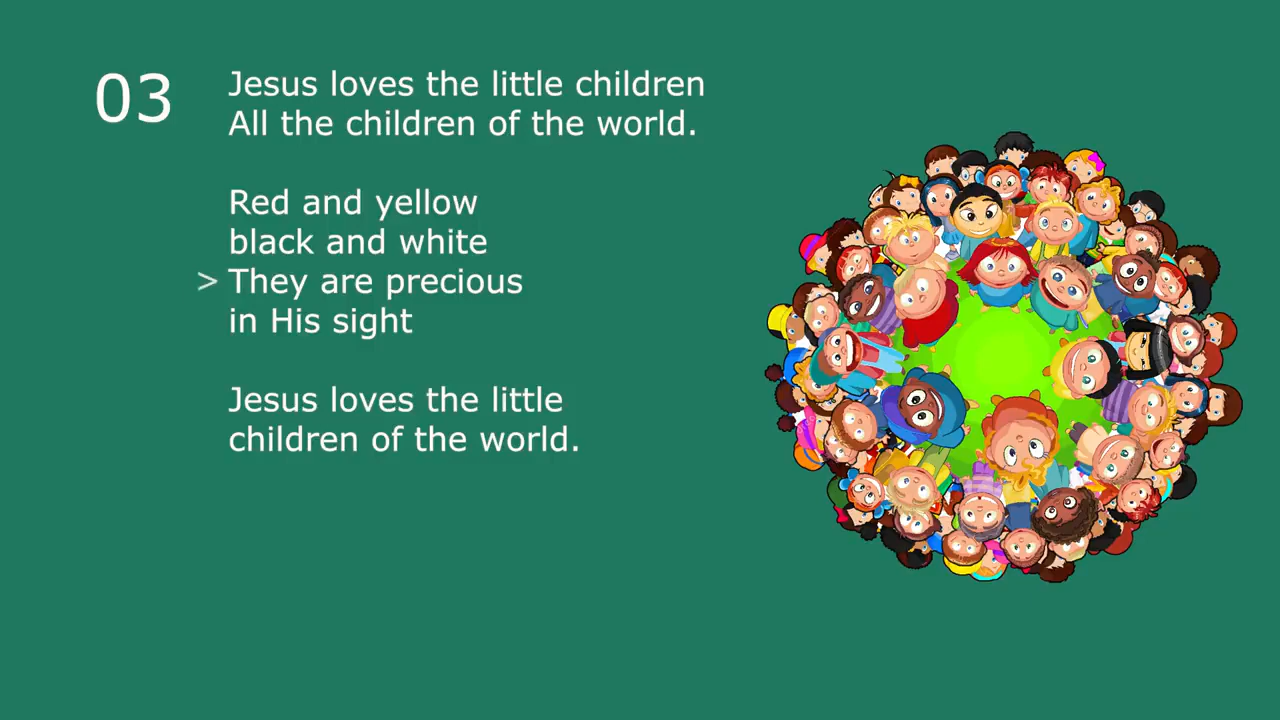 03
Jesus loves the little children
All the children of the world.
Red and yellow
black and white
> They are precious
in His sight
Jesus loves the little
children of the world.